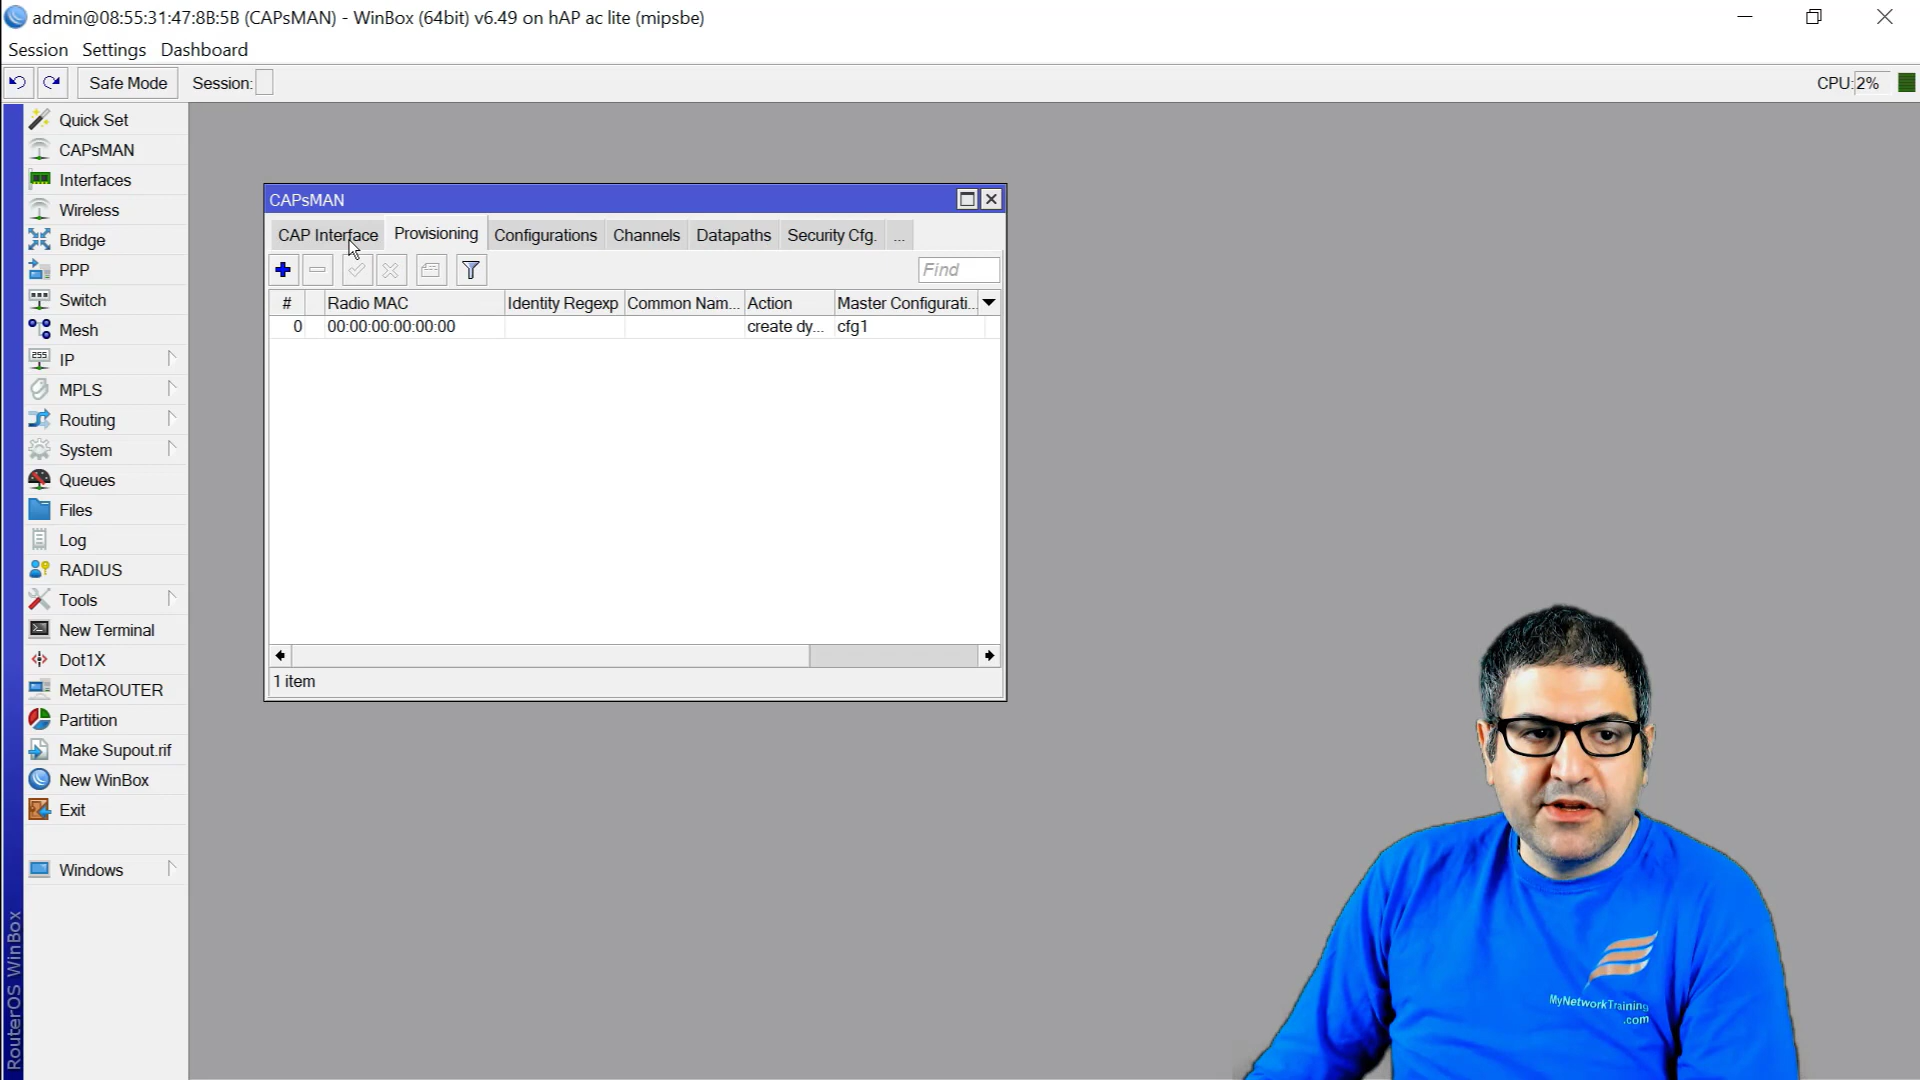 admin@08:55:31:47:8B:5B (CAPsMAN) - WinBox (64bit) v6.49 on hAP ac lite (mipsbe)
Session Settings Dashboard
Safe Mode Session: CPU: 2%
Quick Set
CAPsMAN
Interfaces
Wireless
Bridge
PPP
Switch
Mesh
255 IP
MPLS
Routing
System
Queues
Files
Log
RADIUS
Tools
New Terminal
Dot1X
MetaROUTER
Partition
Make Supout.rif
New WinBox
Exit
Windows
RouterOS WinBox
CAPsMAN
CAP Interface Provisioning Configurations Channels Datapaths Security Cfg. ...
Find
# Radio MAC Identity Regexp Common Nam... Action Master Configurati...
0 00:00:00:00:00:00 create dy... cfg1
1 item
MyNetworkTraining
.com